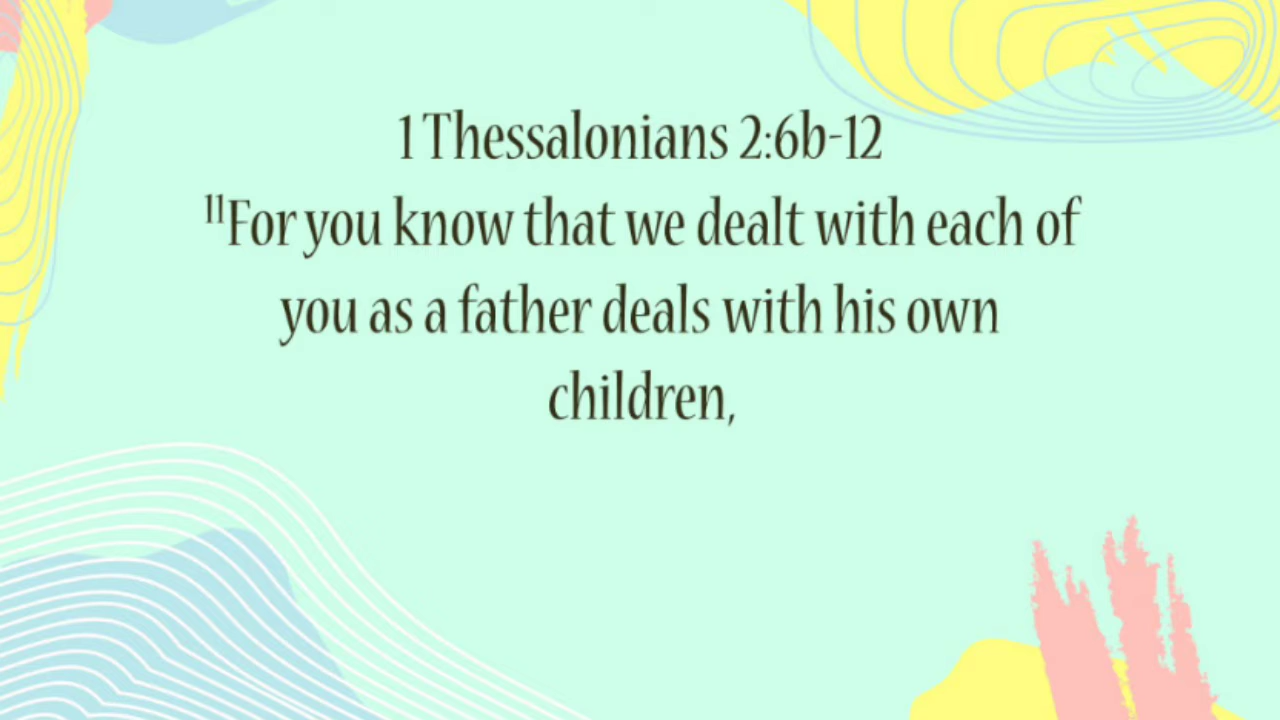 1 Thessalonians 2:6b-12
¹¹For you know that we dealt with each of
you as a father deals with his own
children,